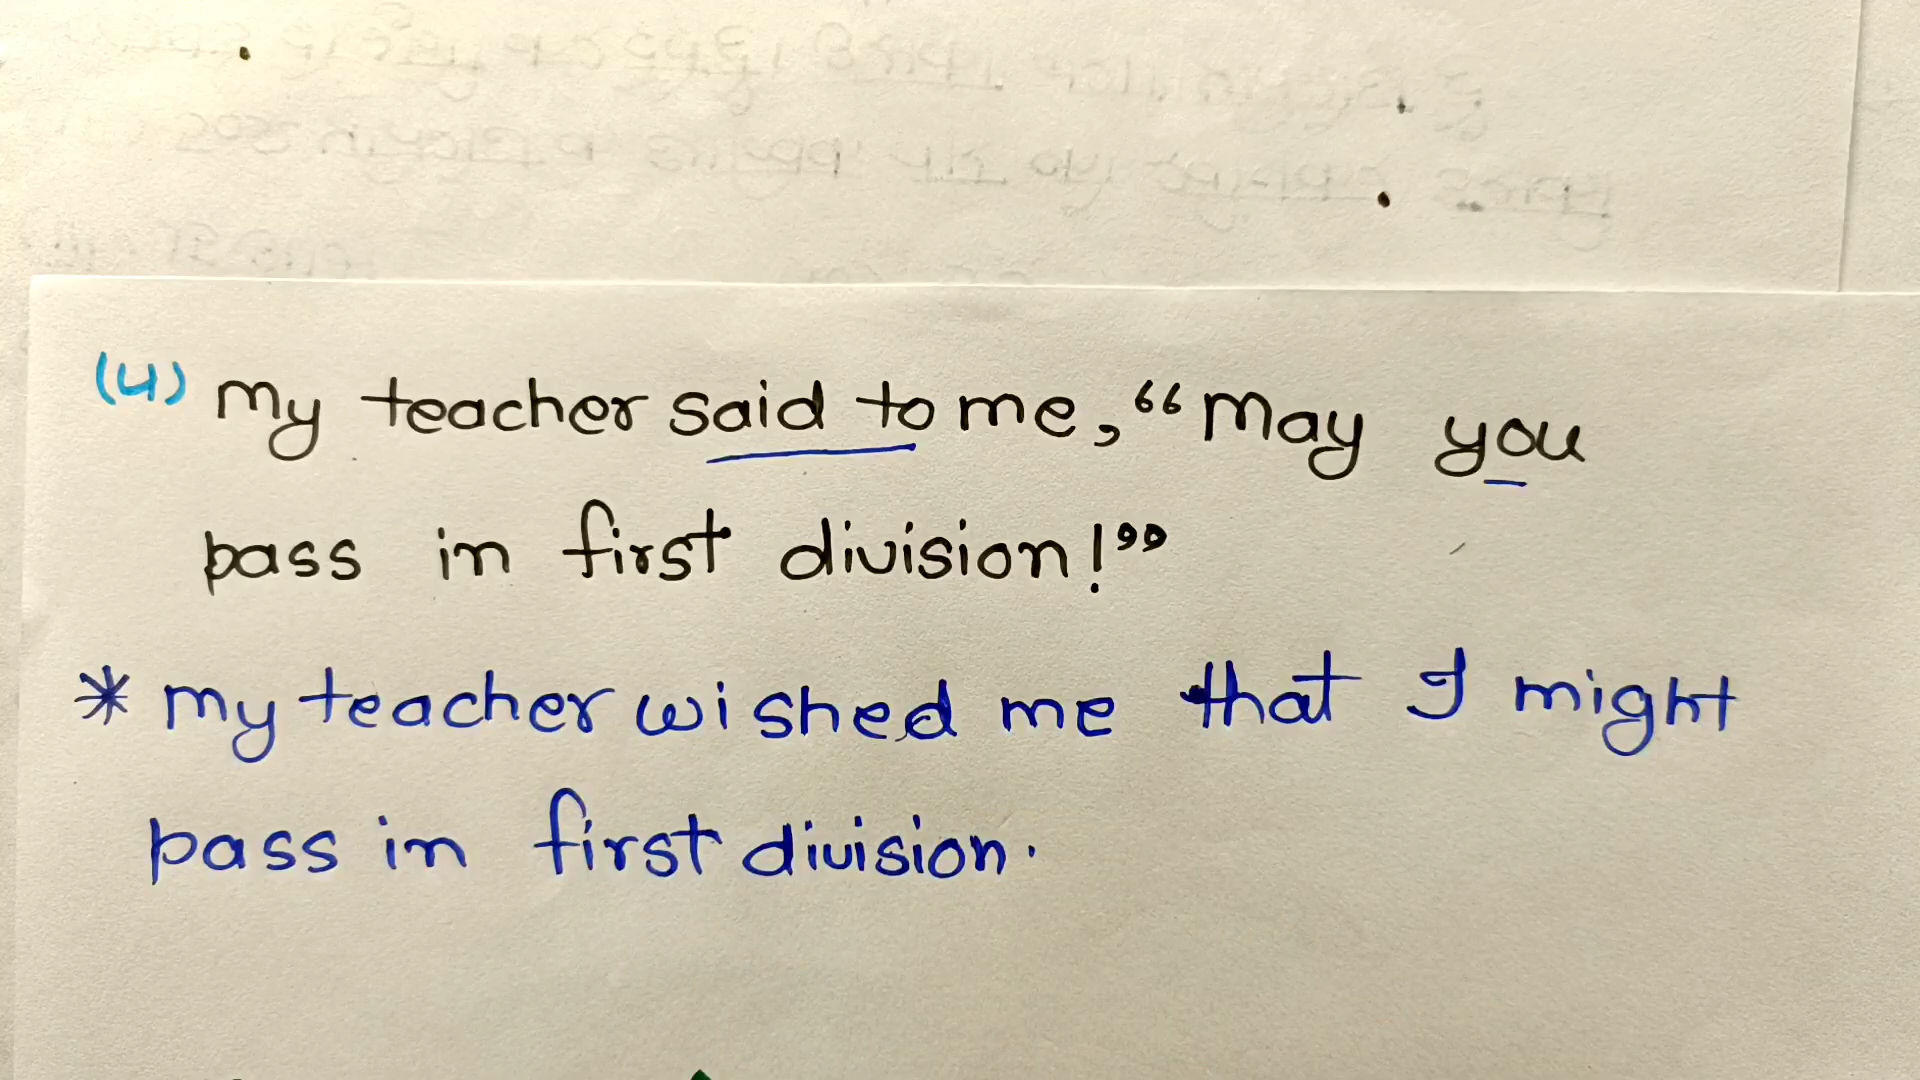 (4) My teacher said to me, “May you
pass in first division!”
* My teacher wished me that I might
pass in first division.